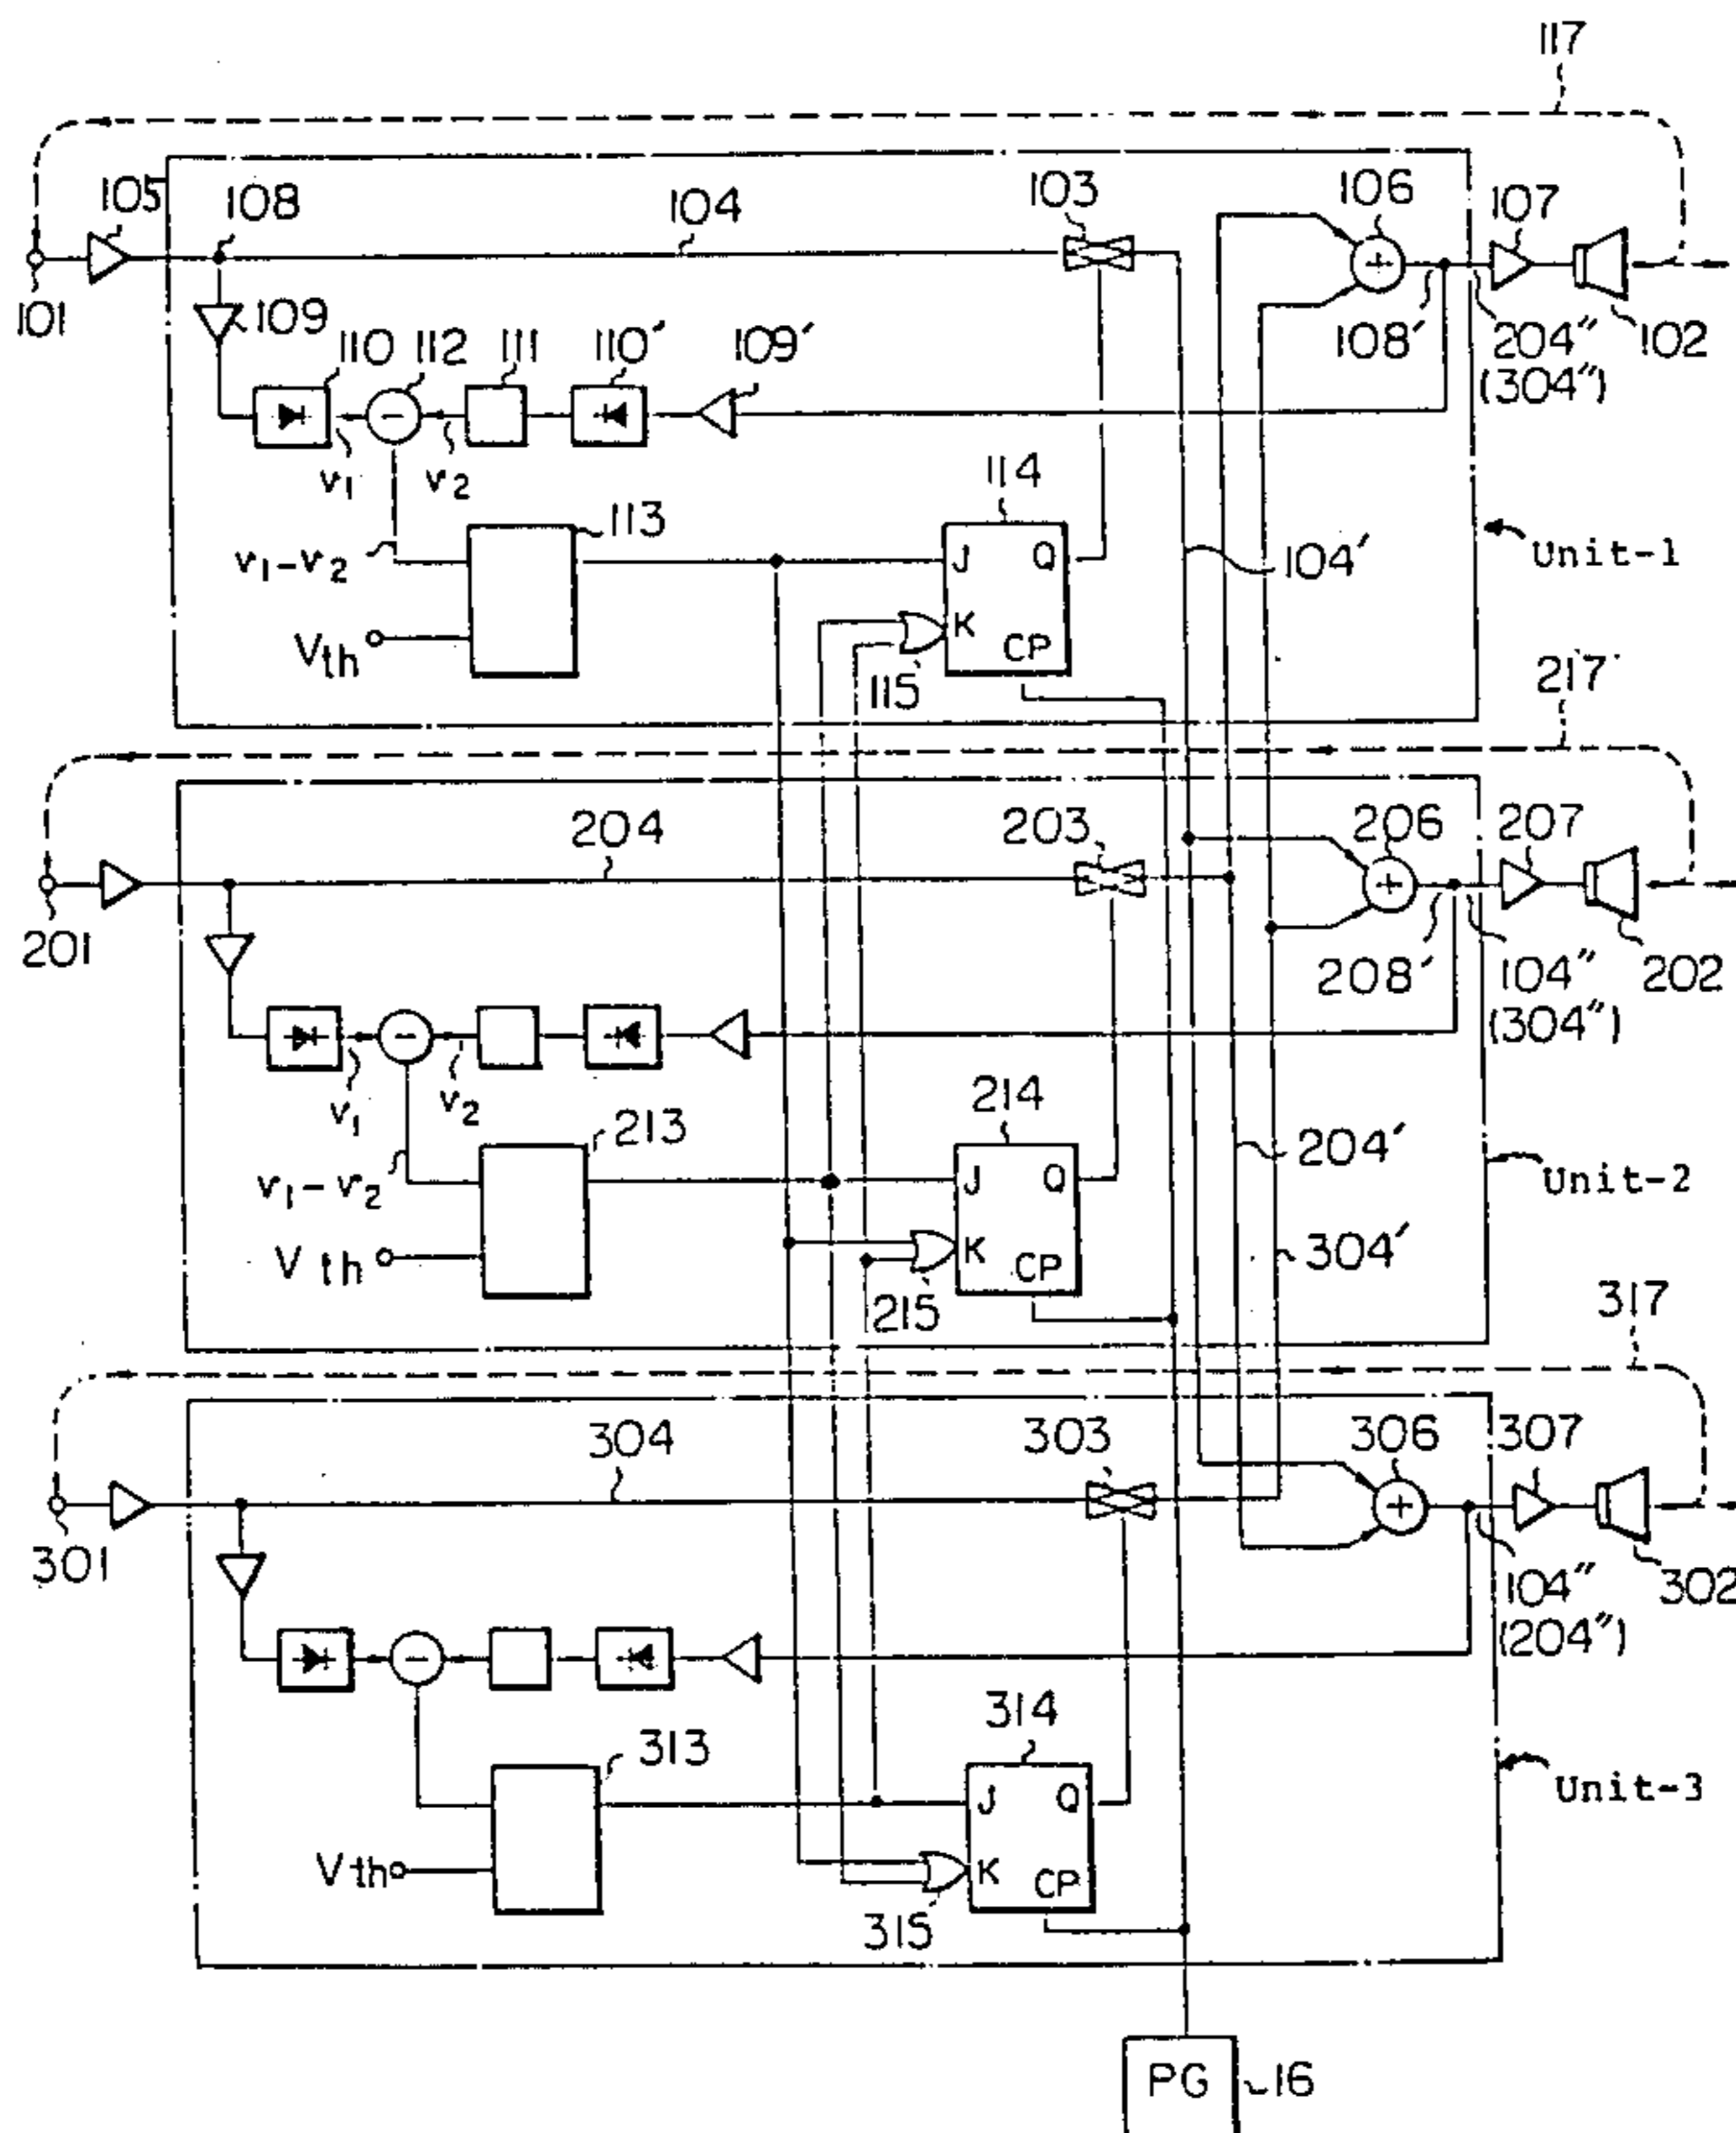 117
105
108
104
103
106
107
101
109
110
112
111
110′
109′
108′
204″
(304″)
102
v1
v2
114
113
v1–v2
J
Q
104′
Unit-1
K
Vth
CP
115
217
204
203
206
207
201
208′
104″
(304″)
202
v1
v2
214
213
204′
v1–v2
J
Q
Unit-2
K
304′
Vth
CP
215
317
304
303
306
307
301
104″
(204″)
302
314
313
J
Q
Unit-3
Vth
K
CP
315
PG
16